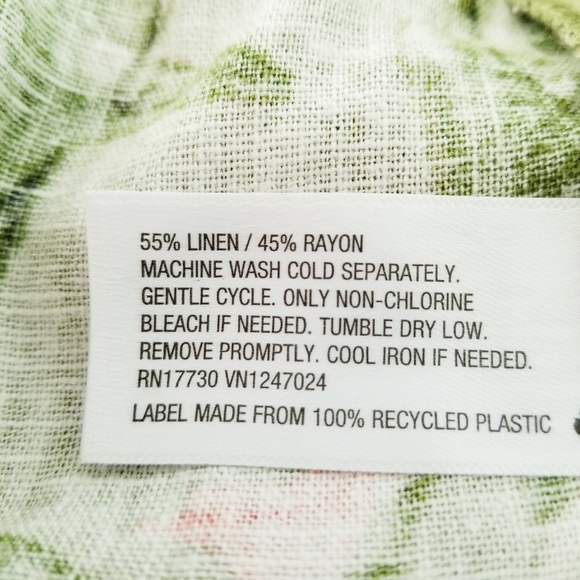 55% LINEN / 45% RAYON
MACHINE WASH COLD SEPARATELY.
GENTLE CYCLE. ONLY NON-CHLORINE
BLEACH IF NEEDED. TUMBLE DRY LOW.
REMOVE PROMPTLY. COOL IRON IF NEEDED.
RN17730 VN1247024
LABEL MADE FROM 100% RECYCLED PLASTIC